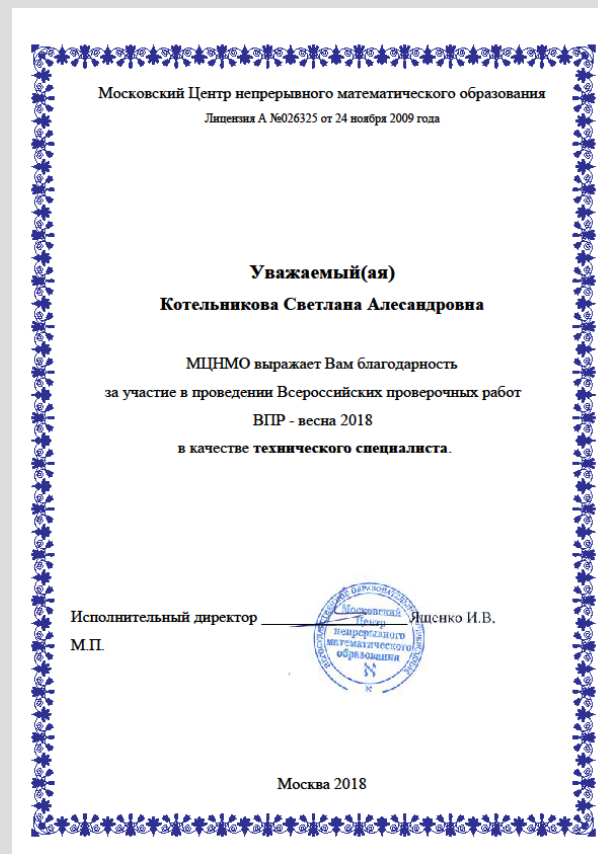 Московский Центр непрерывного математического образования
Лицензия А №026325 от 24 ноября 2009 года
Уважаемый(ая)
Котельникова Светлана Алесандровна
МЦНМО выражает Вам благодарность
за участие в проведении Всероссийских проверочных работ
ВПР - весна 2018
в качестве технического специалиста.
Исполнительный директор ____________________ Ященко И.В.
М.П.
Московский
Центр
непрерывного
математического
образования
Москва 2018